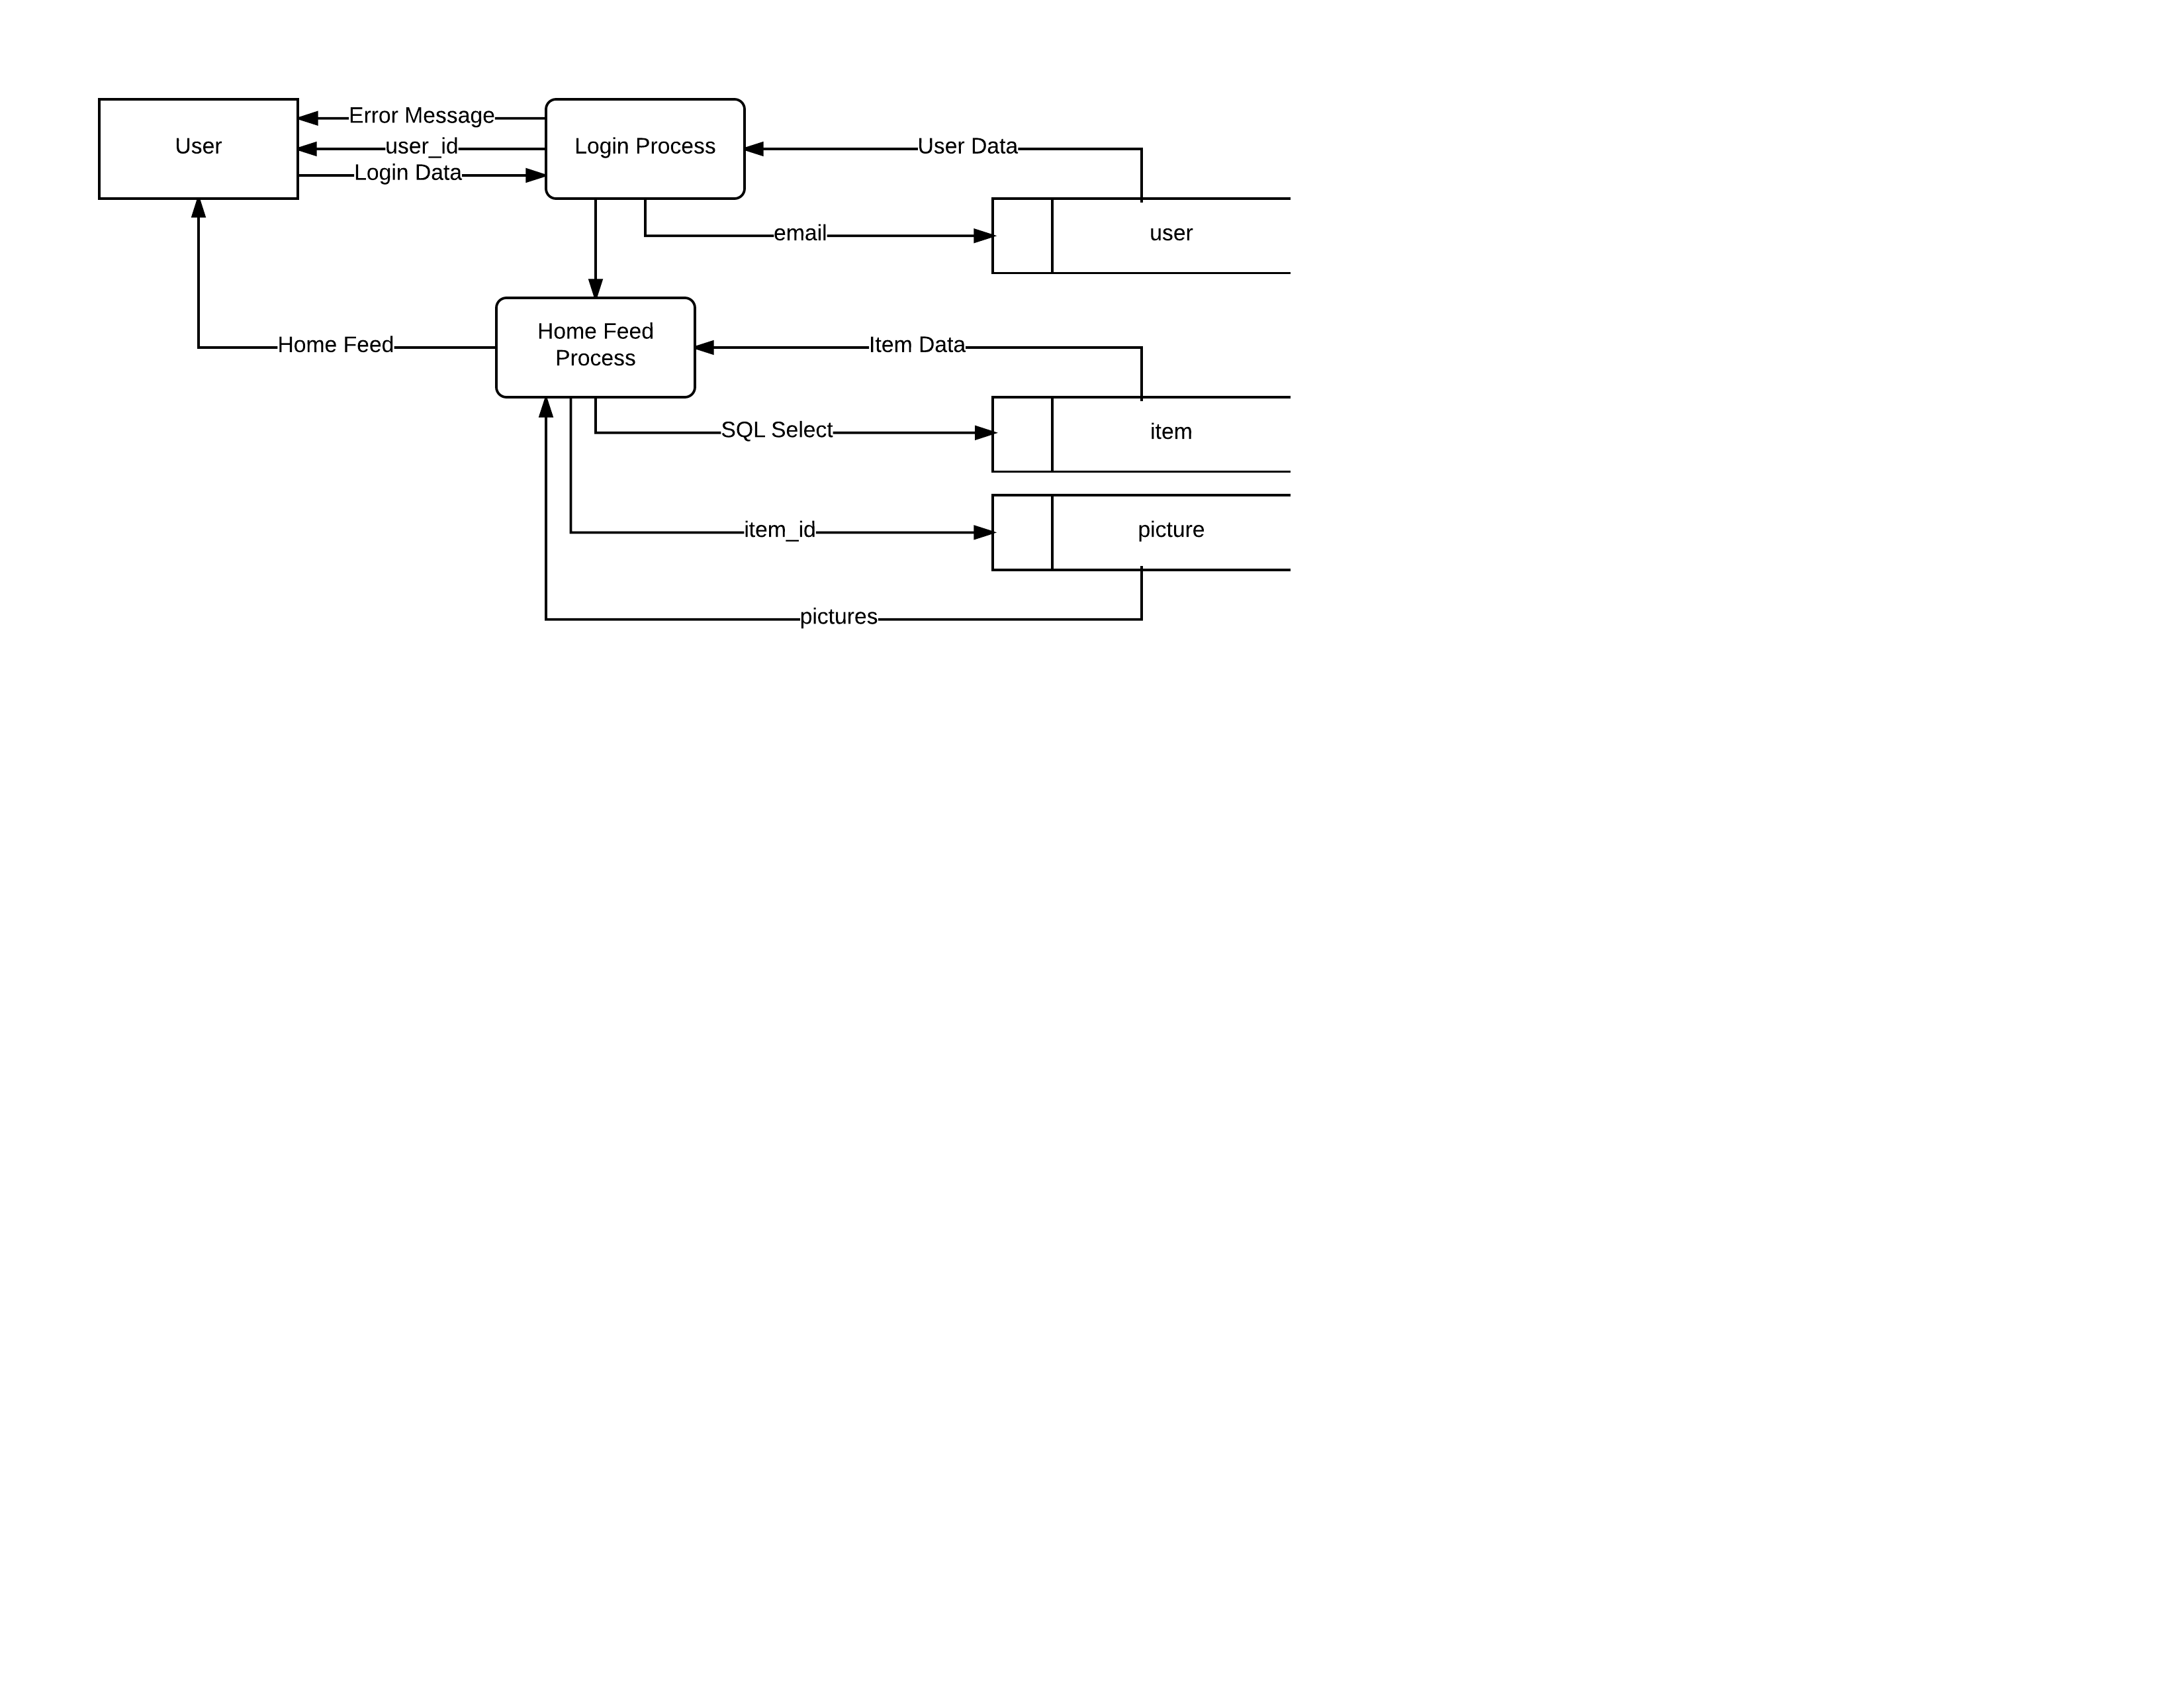 Error Message
User
user_id
Login Process
User Data
Login Data
email
user
Home Feed
Process
Home Feed
Item Data
SQL Select
item
item_id
picture
pictures